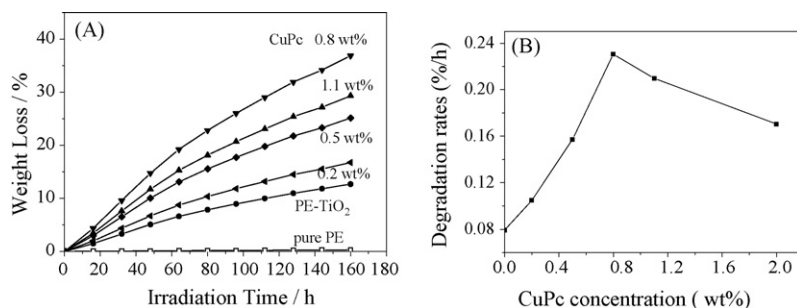 (A)
CuPc 0.8 wt%
1.1 wt%
0.5 wt%
0.2 wt%
PE-TiO₂
pure PE
Weight Loss / %
40
30
20
10
0
0 20 40 60 80 100 120 140 160 180
Irradiation Time / h
(B)
Degradation rates (%/h)
0.24
0.20
0.16
0.12
0.08
0.0 0.4 0.8 1.2 1.6 2.0
CuPc concentration ( wt%)